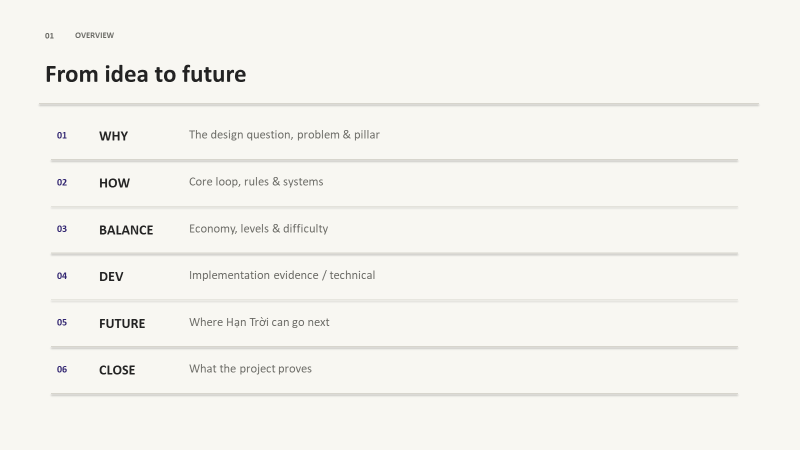 01 OVERVIEW
From idea to future
01 WHY The design question, problem & pillar
02 HOW Core loop, rules & systems
03 BALANCE Economy, levels & difficulty
04 DEV Implementation evidence / technical
05 FUTURE Where Hạn Trời can go next
06 CLOSE What the project proves